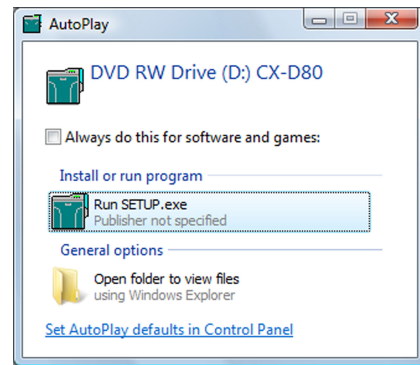 AutoPlay
DVD RW Drive (D:) CX-D80
Always do this for software and games:
Install or run program
Run SETUP.exe
Publisher not specified
General options
Open folder to view files
using Windows Explorer
Set AutoPlay defaults in Control Panel